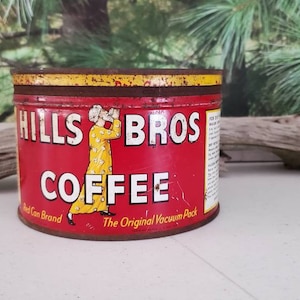 HILLS BROS
COFFEE
Red Can Brand
The Original Vacuum Pack